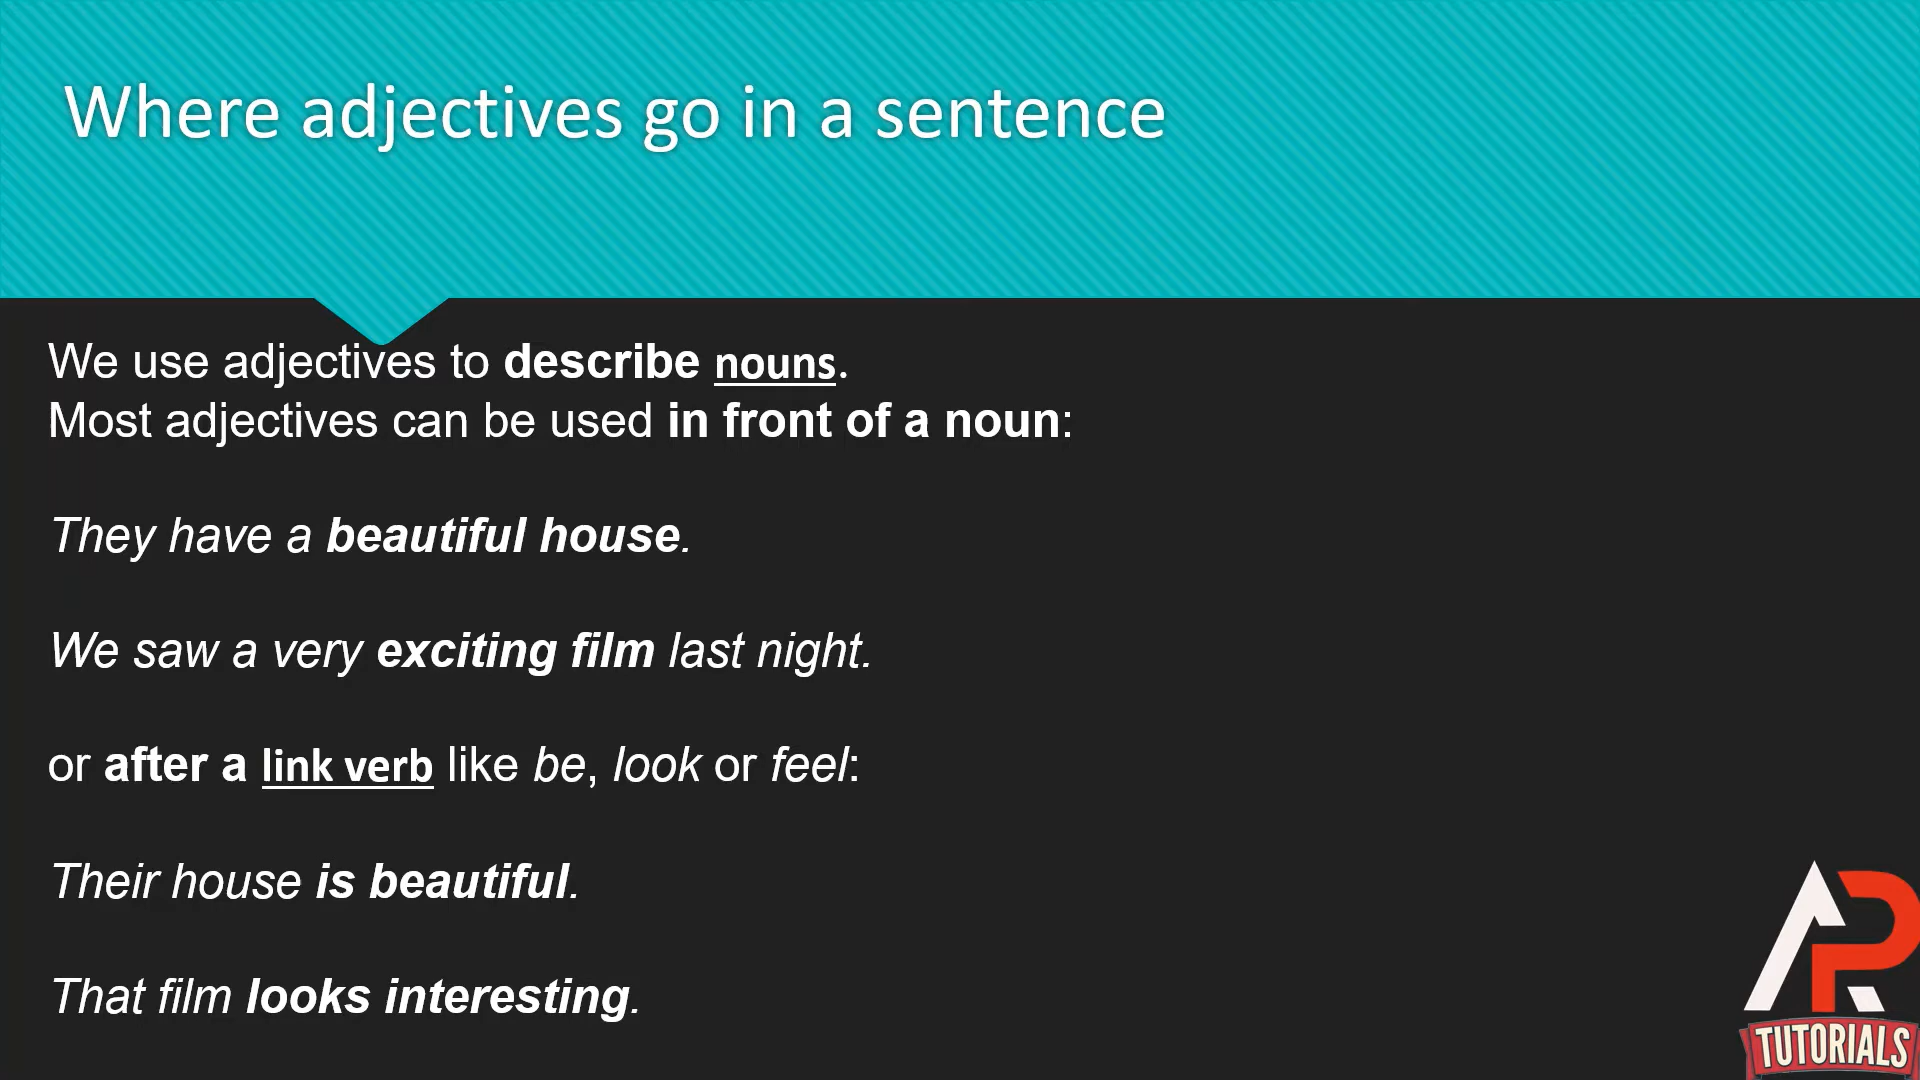 Where adjectives go in a sentence
We use adjectives to describe nouns.
Most adjectives can be used in front of a noun:
They have a beautiful house.
We saw a very exciting film last night.
or after a link verb like be, look or feel:
Their house is beautiful.
That film looks interesting.
AP
TUTORIALS